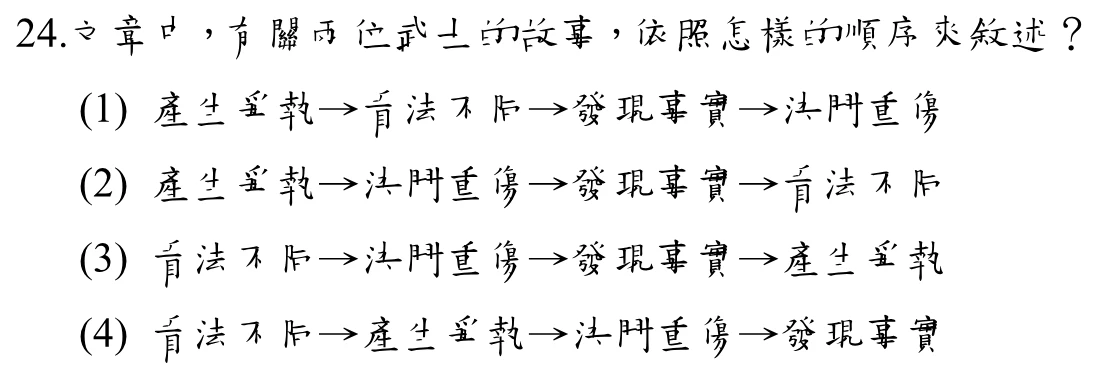 24.文章中，有關兩位武士的故事，依照怎樣的順序來敘述？
(1) 產生爭執→看法不同→發現事實→決鬥重傷
(2) 產生爭執→決鬥重傷→發現事實→看法不同
(3) 看法不同→決鬥重傷→發現事實→產生爭執
(4) 看法不同→產生爭執→決鬥重傷→發現事實